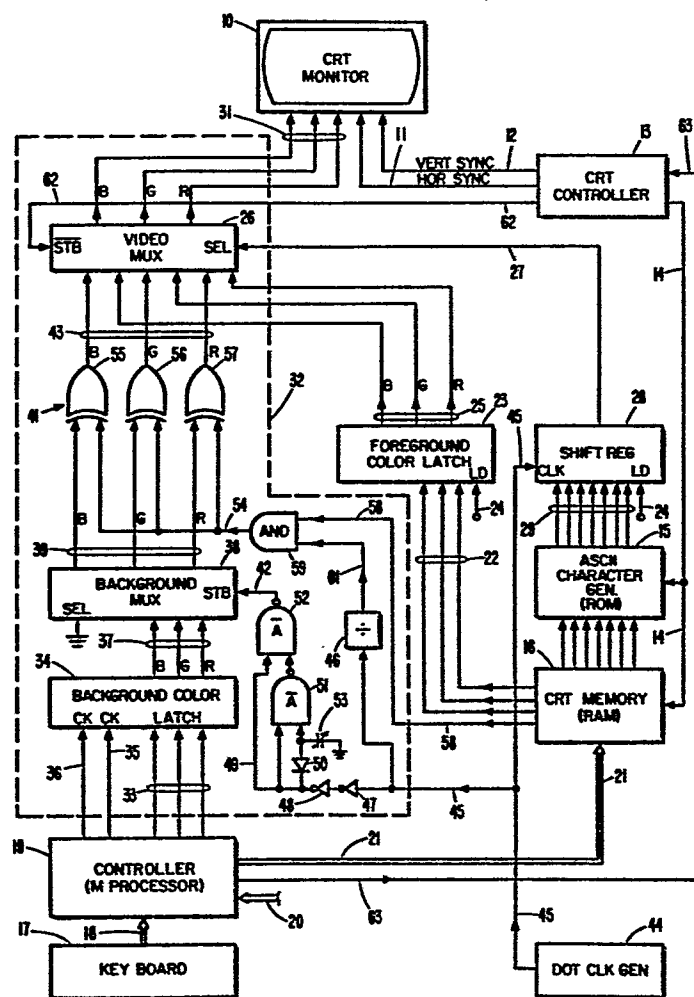 10
CRT
MONITOR
31
11
12
13
63
VERT SYNC
HOR SYNC
CRT
CONTROLLER
62
B
G
R
26
62
STB
VIDEO
MUX
SEL
27
14
43
B
55
G
56
R
57
41
32
B
G
R
25
23
45
28
FOREGROUND
COLOR LATCH
LD
24
SHIFT REG
CLK
LD
54
AND
58
59
22
29
24
15
B
G
R
39
38
BACKGROUND
MUX
STB
SEL
42
52
A
61
46
÷
ASCII
CHARACTER
GEN.
(ROM)
16
14
37
34
B
G
R
51
A
53
CRT MEMORY
(RAM)
BACKGROUND COLOR
CK CK
LATCH
58
49
50
36
35
33
48
47
45
21
19
CONTROLLER
(M PROCESSOR)
21
63
20
17
18
45
44
KEY BOARD
DOT CLK GEN